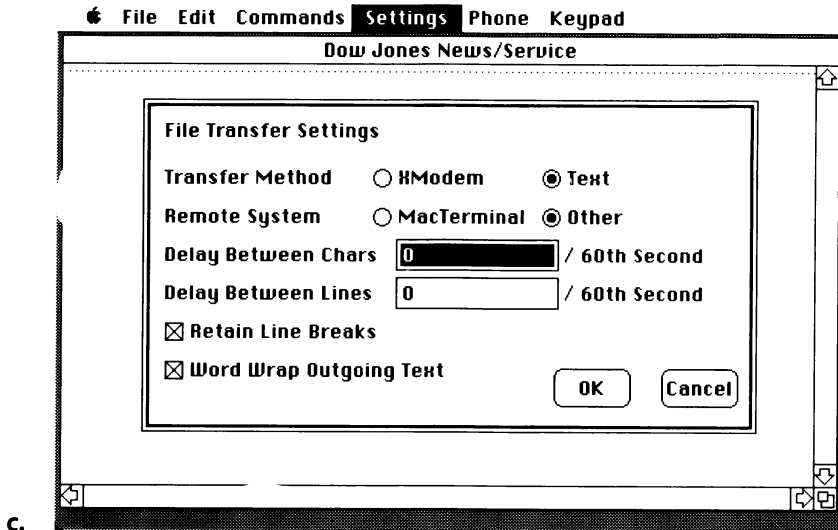 File Edit Commands Settings Phone Keypad
Dow Jones News/Service
File Transfer Settings
Transfer Method XModem Text
Remote System MacTerminal Other
Delay Between Chars 0 / 60th Second
Delay Between Lines 0 / 60th Second
Retain Line Breaks
Word Wrap Outgoing Text
OK Cancel
c.